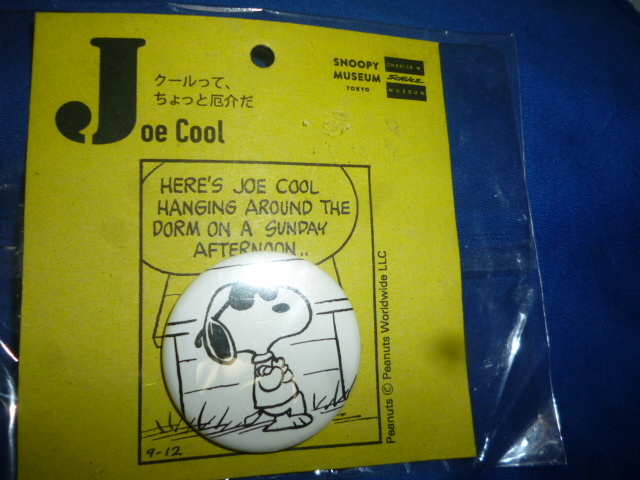 Joe Cool
クールって、
ちょっと厄介だ
SNOOPY
MUSEUM
TOKYO
CHARLES M.
SCHULZ
MUSEUM
HERE'S JOE COOL
HANGING AROUND THE
DORM ON A SUNDAY
AFTERNOON..
9-12
Peanuts © Peanuts Worldwide LLC